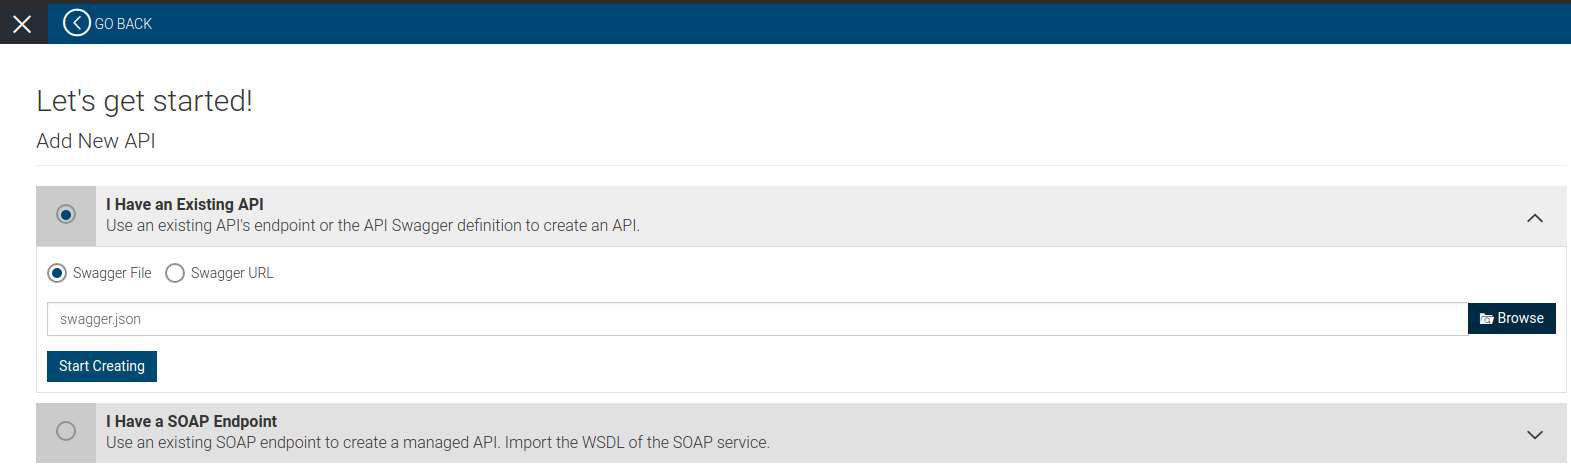 GO BACK
Let's get started!
Add New API
I Have an Existing API
Use an existing API's endpoint or the API Swagger definition to create an API.
Swagger File Swagger URL
swagger.json Browse
Start Creating
I Have a SOAP Endpoint
Use an existing SOAP endpoint to create a managed API. Import the WSDL of the SOAP service.